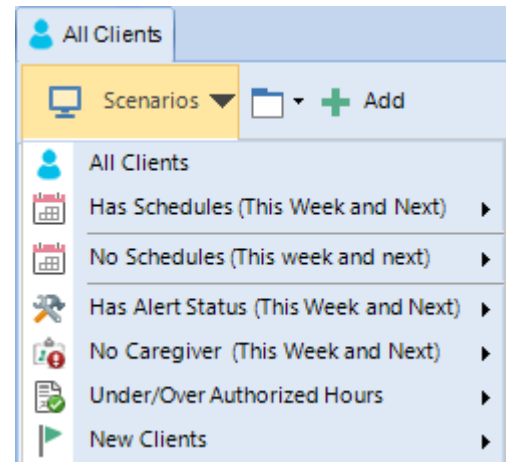 All Clients
Scenarios Add
All Clients
Has Schedules (This Week and Next)
No Schedules (This week and next)
Has Alert Status (This Week and Next)
No Caregiver (This Week and Next)
Under/Over Authorized Hours
New Clients